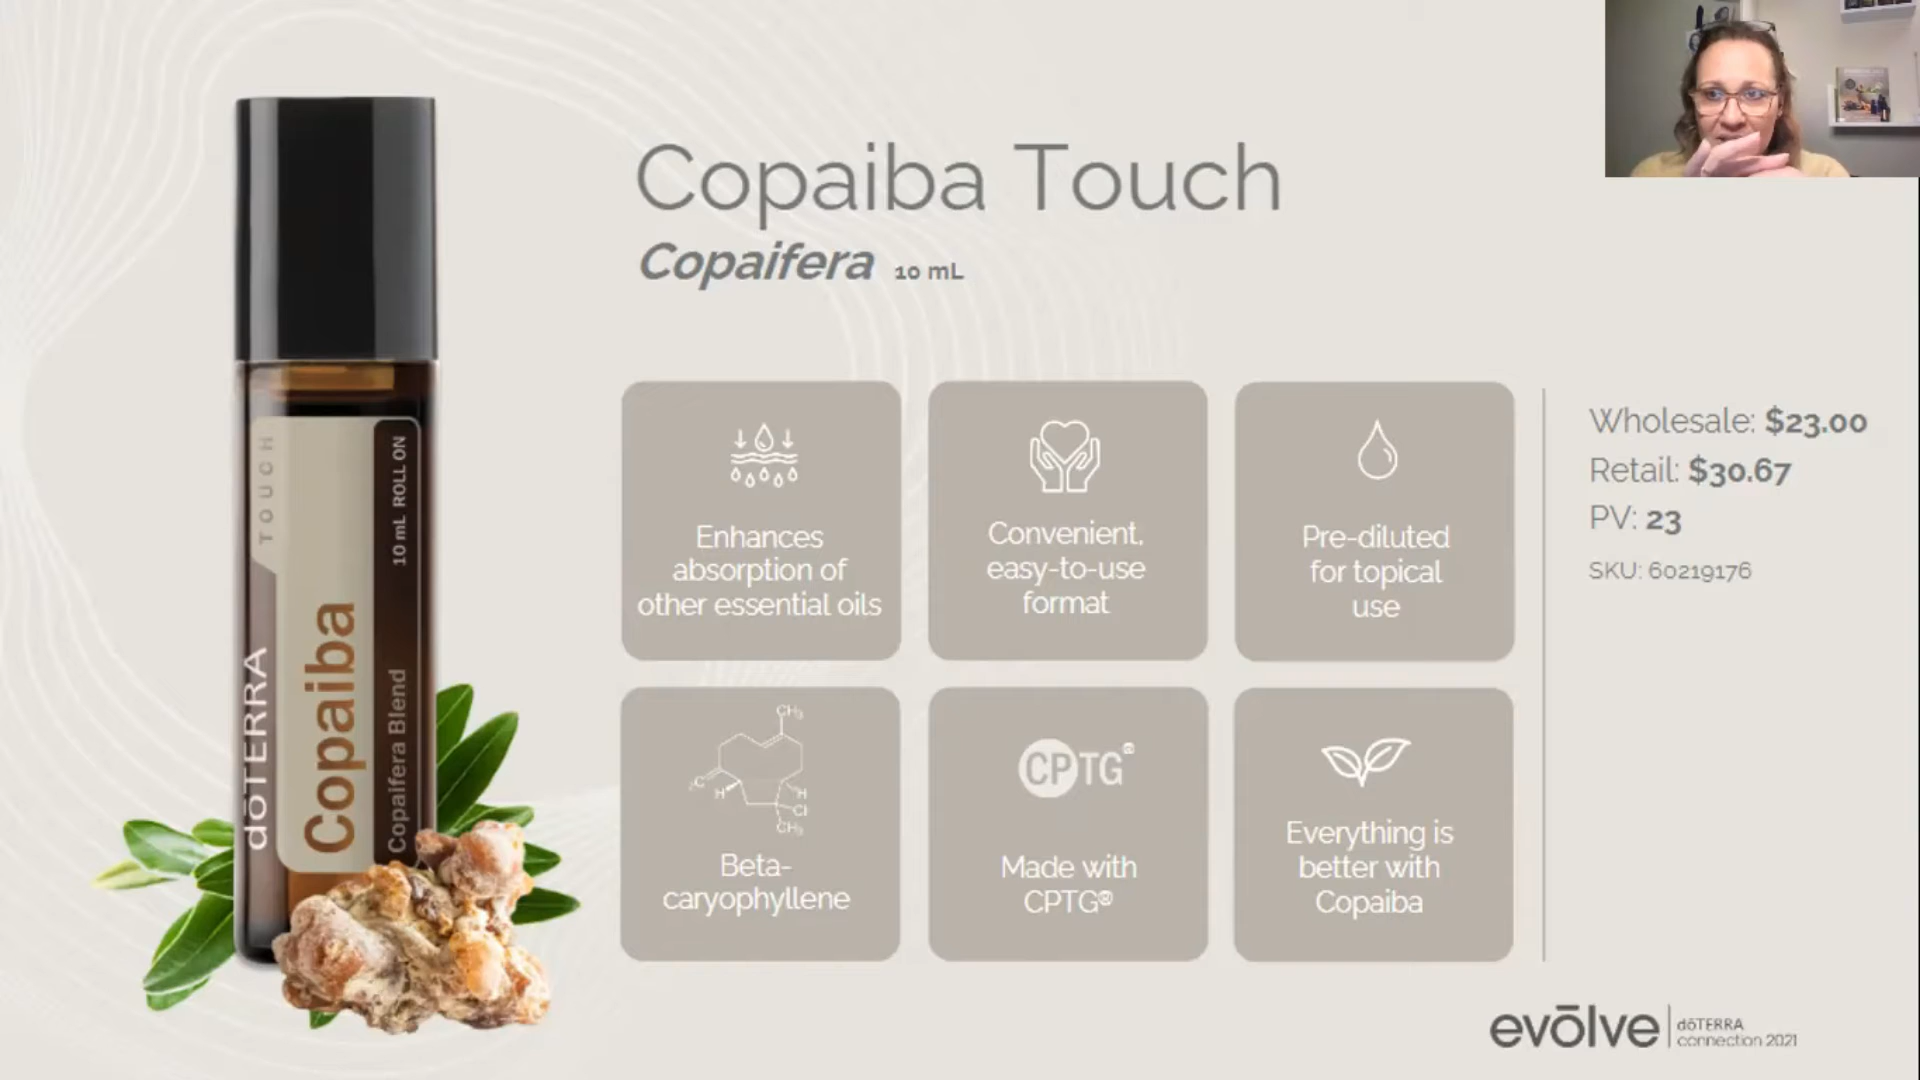 Copaiba Touch
Copaifera 10 mL
TOUCH
10 mL ROLL ON
dōTERRA
Copaiba
Copaifera Blend
Enhances
absorption of
other essential oils
Convenient,
easy-to-use
format
Pre-diluted
for topical
use
CH₃
H
H
CH₃
Beta-
caryophyllene
CPTG®
Made with
CPTG®
Everything is
better with
Copaiba
Wholesale: $23.00
Retail: $30.67
PV: 23
SKU: 60219176
evōlve
dōTERRA
connection 2021